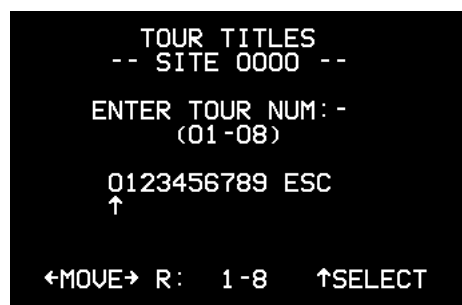 TOUR TITLES
-- SITE 0000 --
ENTER TOUR NUM:-
(01-08)
0123456789 ESC
↑
←MOVE→ R: 1-8 ↑SELECT